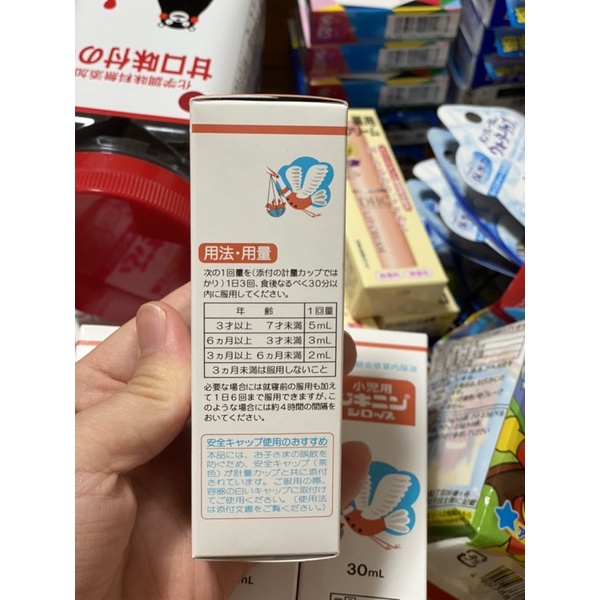 化学調味料無添加
甘口味付の
用法・用量
次の1回量を(添付の計量カップでは
かり)1日3回、食後なるべく30分以
内に服用してください。
年 齢 1回量
3才以上 7才未満 5mL
6ヵ月以上 3才未満 3mL
3ヵ月以上 6ヵ月未満 2mL
3ヵ月未満は服用しないこと
必要な場合には就寝前の服用も加え
て1日6回まで服用できますが、こ
のような場合には約4時間の間隔を
おいてください。
安全キャップ使用のおすすめ
本品には、お子さまの誤飲を
防ぐため、安全キャップ(茶
色)が計量カップと共に添付さ
れています。ご服用の際、
容器の白いキャップに取付け
てご使用ください。(使用法
は添付文書をご覧ください。)
薬用
クリーム
小児用
ジキニン
シロップ
30mL
mL